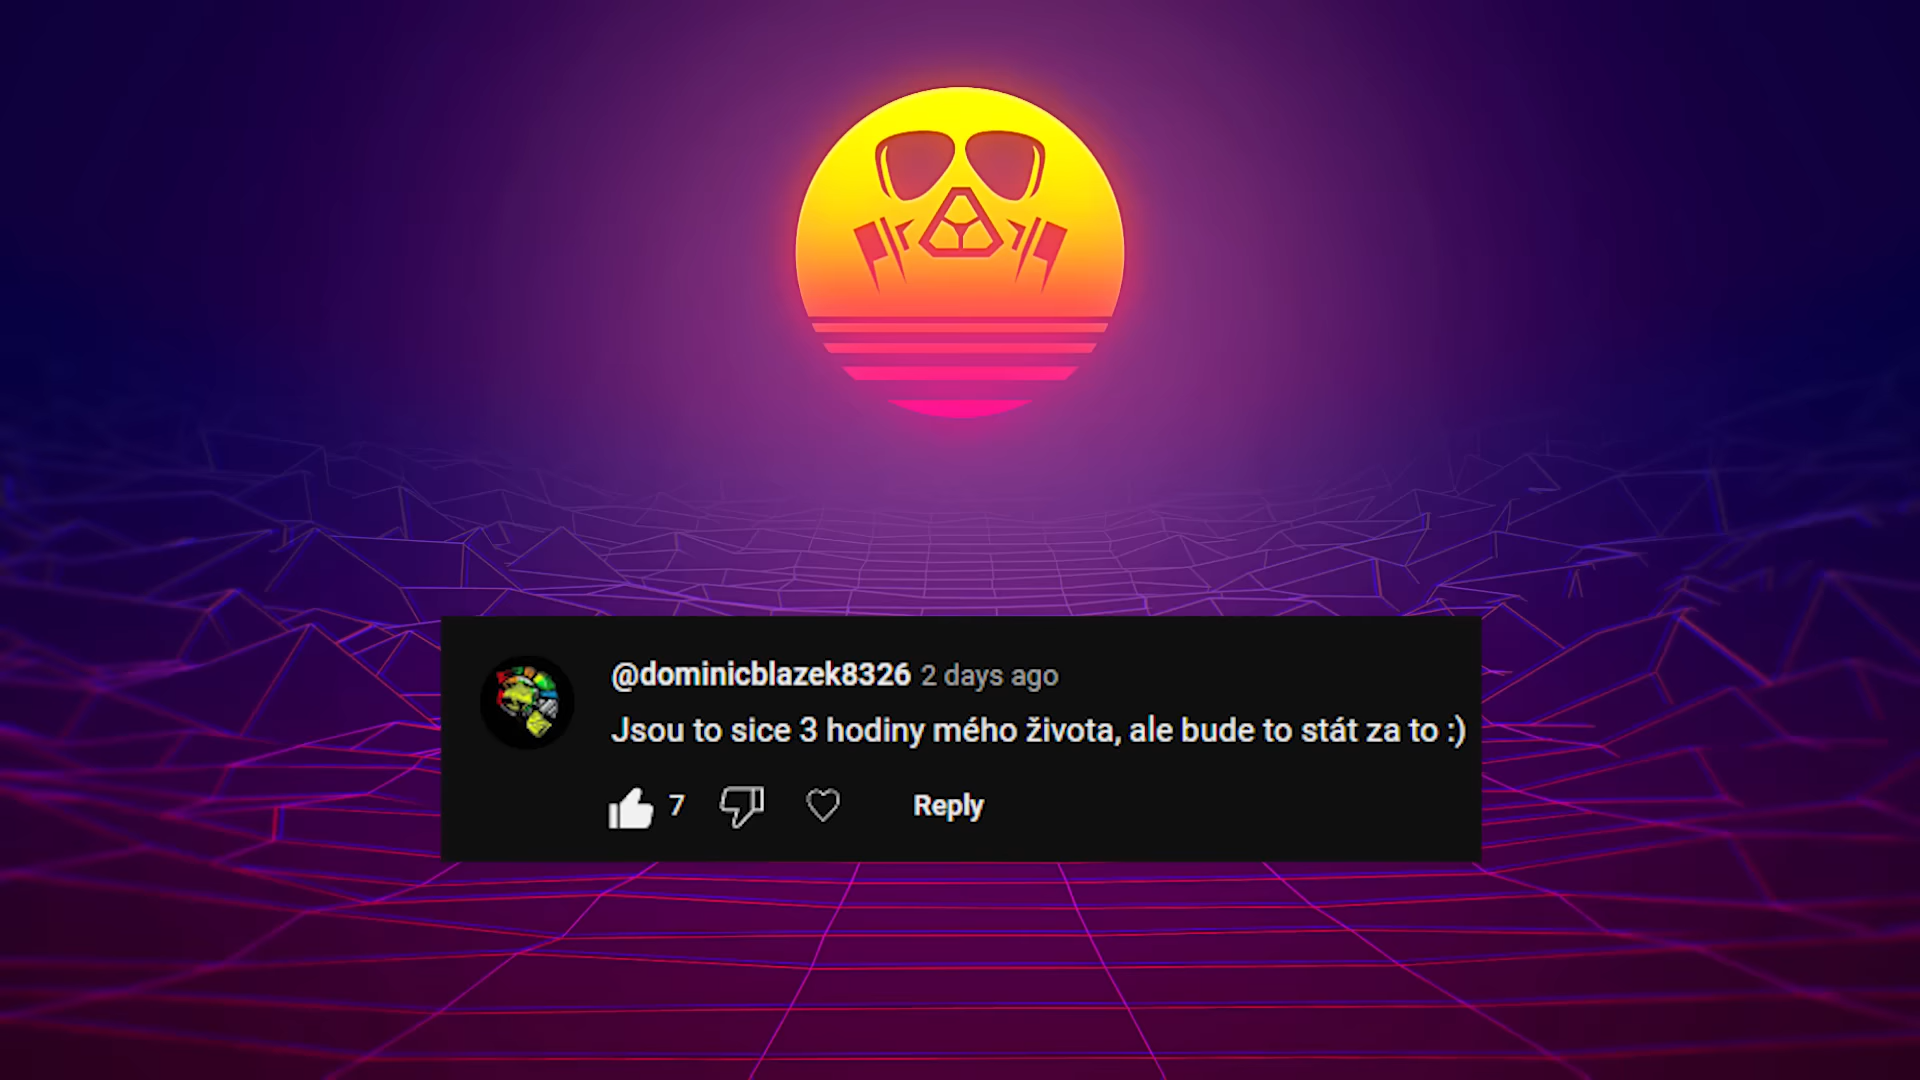 @dominicblazek8326 2 days ago
Jsou to sice 3 hodiny mého života, ale bude to stát za to :)
7 Reply